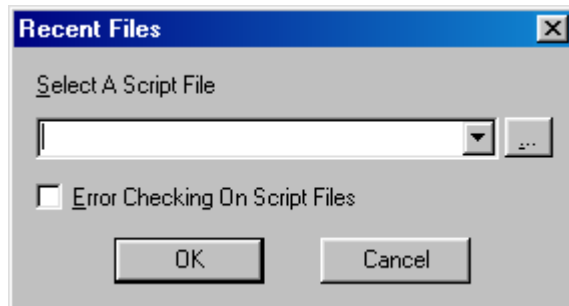 Recent Files
Select A Script File
...
Error Checking On Script Files
OK
Cancel